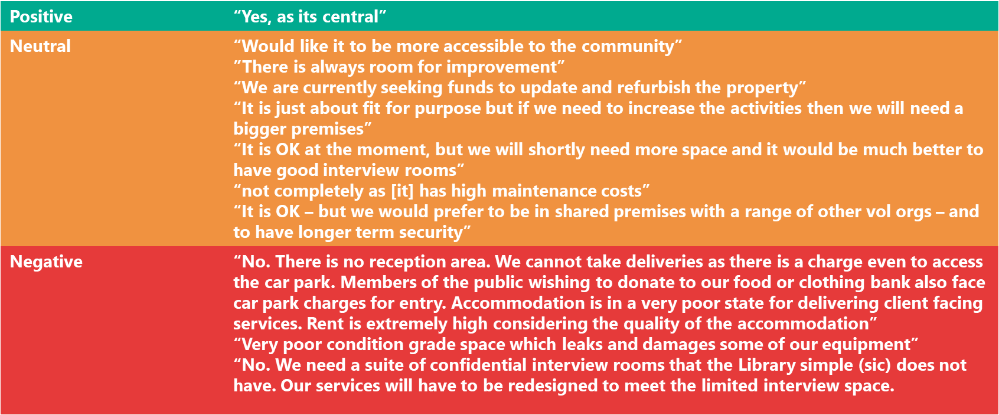 Positive
“Yes, as its central”
Neutral
“Would like it to be more accessible to the community”
”There is always room for improvement”
“We are currently seeking funds to update and refurbish the property”
“It is just about fit for purpose but if we need to increase the activities then we will need a
bigger premises”
“It is OK at the moment, but we will shortly need more space and it would be much better to
have good interview rooms”
“not completely as [it] has high maintenance costs”
“It is OK – but we would prefer to be in shared premises with a range of other vol orgs – and
to have longer term security”
Negative
“No. There is no reception area. We cannot take deliveries as there is a charge even to access
the car park. Members of the public wishing to donate to our food or clothing bank also face
car park charges for entry. Accommodation is in a very poor state for delivering client facing
services. Rent is extremely high considering the quality of the accommodation”
“Very poor condition grade space which leaks and damages some of our equipment”
“No. We need a suite of confidential interview rooms that the Library simple (sic) does not
have. Our services will have to be redesigned to meet the limited interview space.